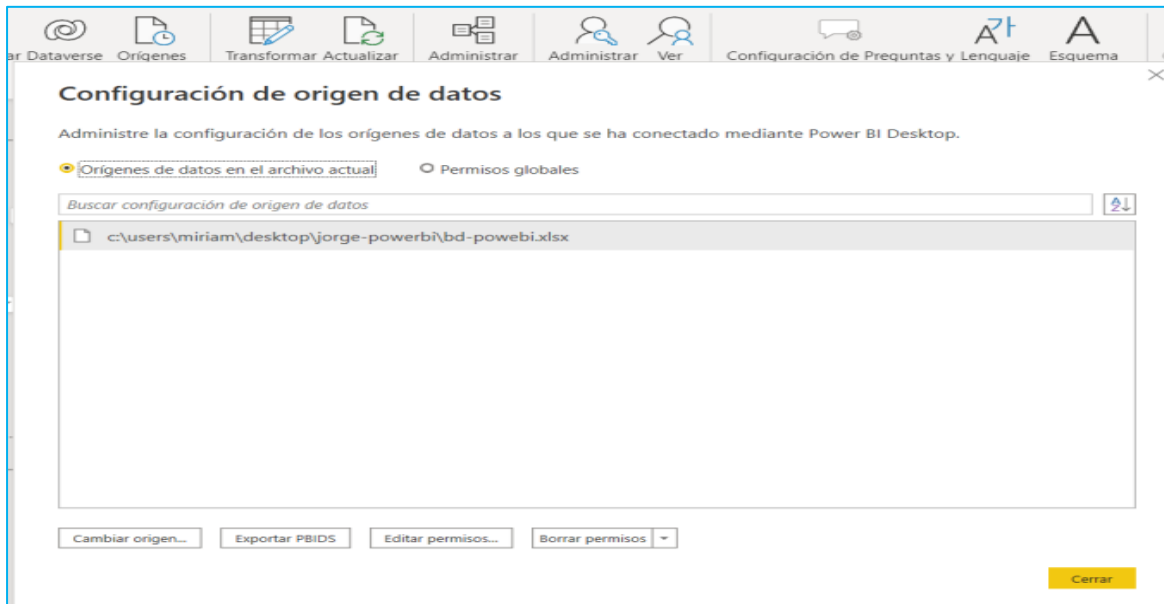 ar Dataverse Orígenes Transformar Actualizar Administrar Administrar Ver Configuración de Preguntas y Lenguaje Esquema
Configuración de origen de datos
Administre la configuración de los orígenes de datos a los que se ha conectado mediante Power BI Desktop.
Orígenes de datos en el archivo actual Permisos globales
Buscar configuración de origen de datos
c:\users\miriam\desktop\jorge-powerbi\bd-powebi.xlsx
Cambiar origen... Exportar PBIDS Editar permisos... Borrar permisos
Cerrar